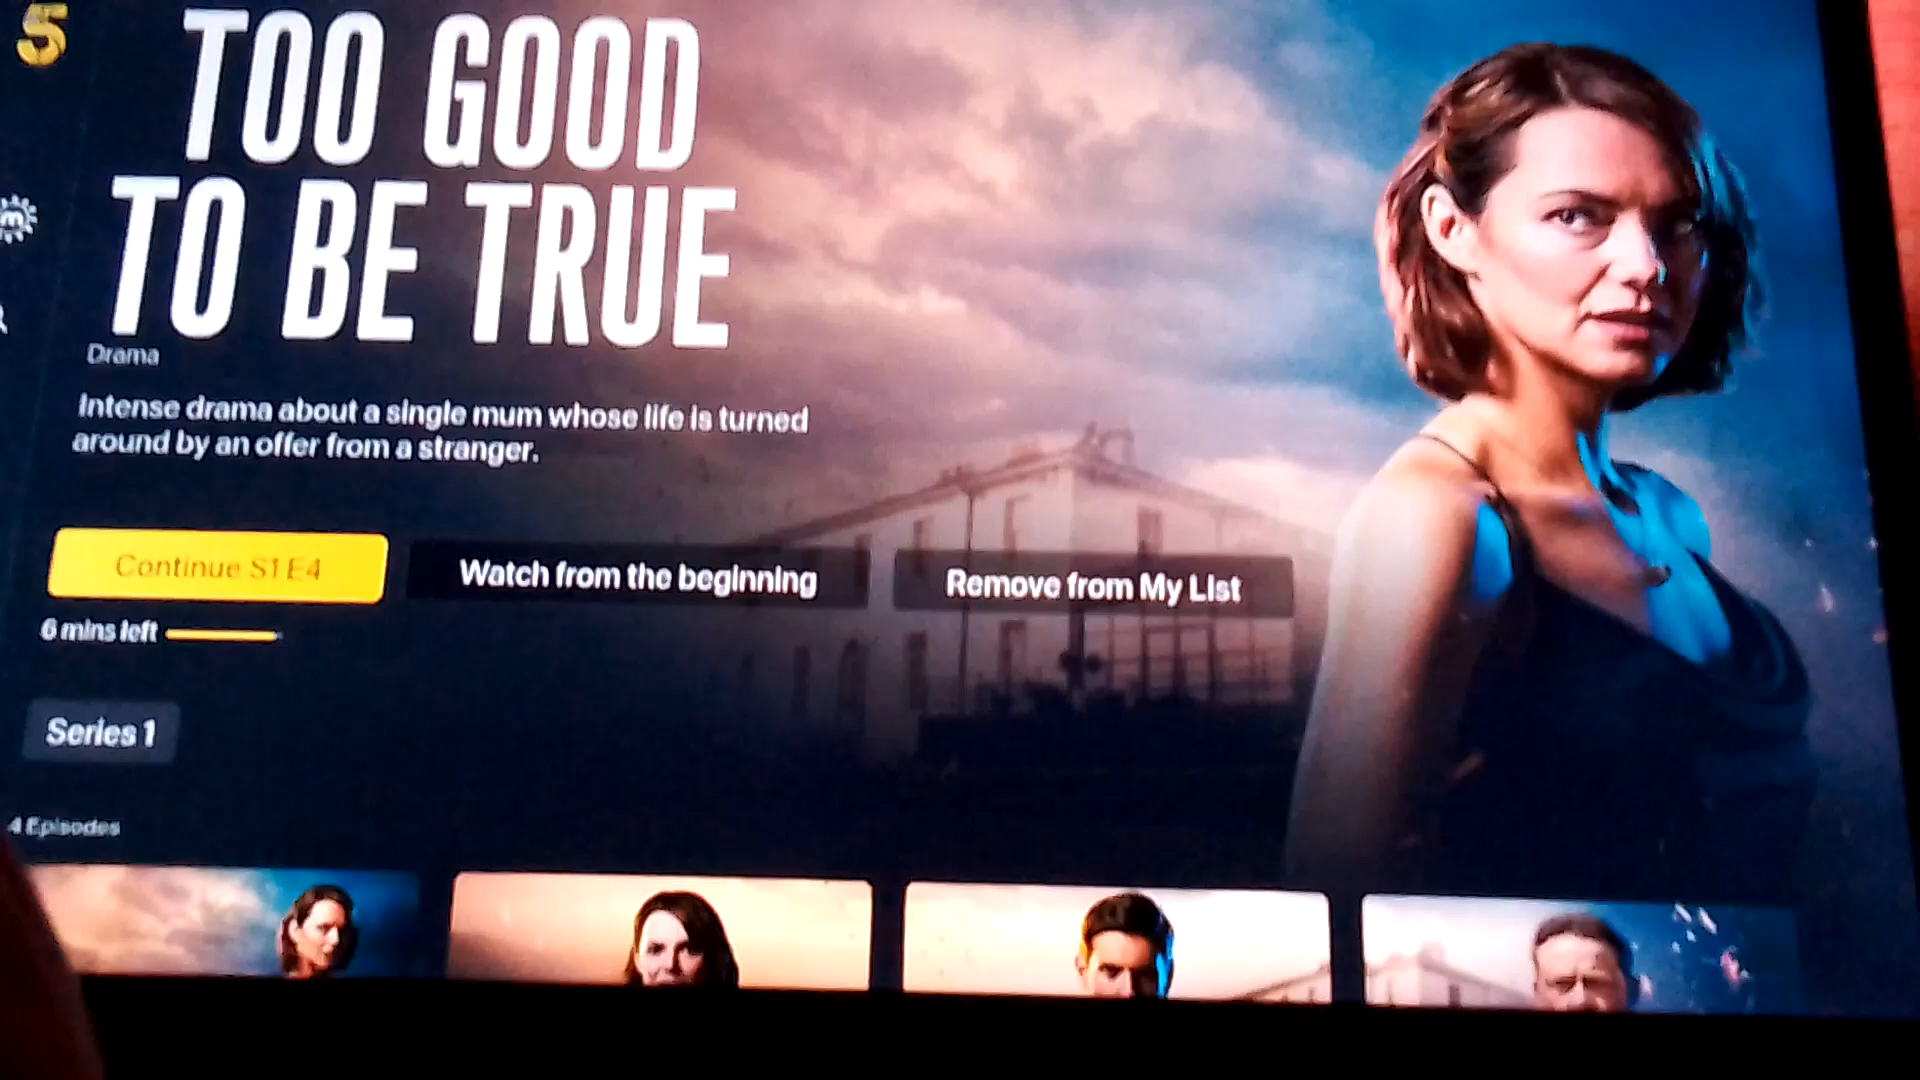 5
TOO GOOD
TO BE TRUE
Drama
Intense drama about a single mum whose life is turned
around by an offer from a stranger.
Continue S1 E4
Watch from the beginning
Remove from My List
6 mins left
Series 1
4 Episodes